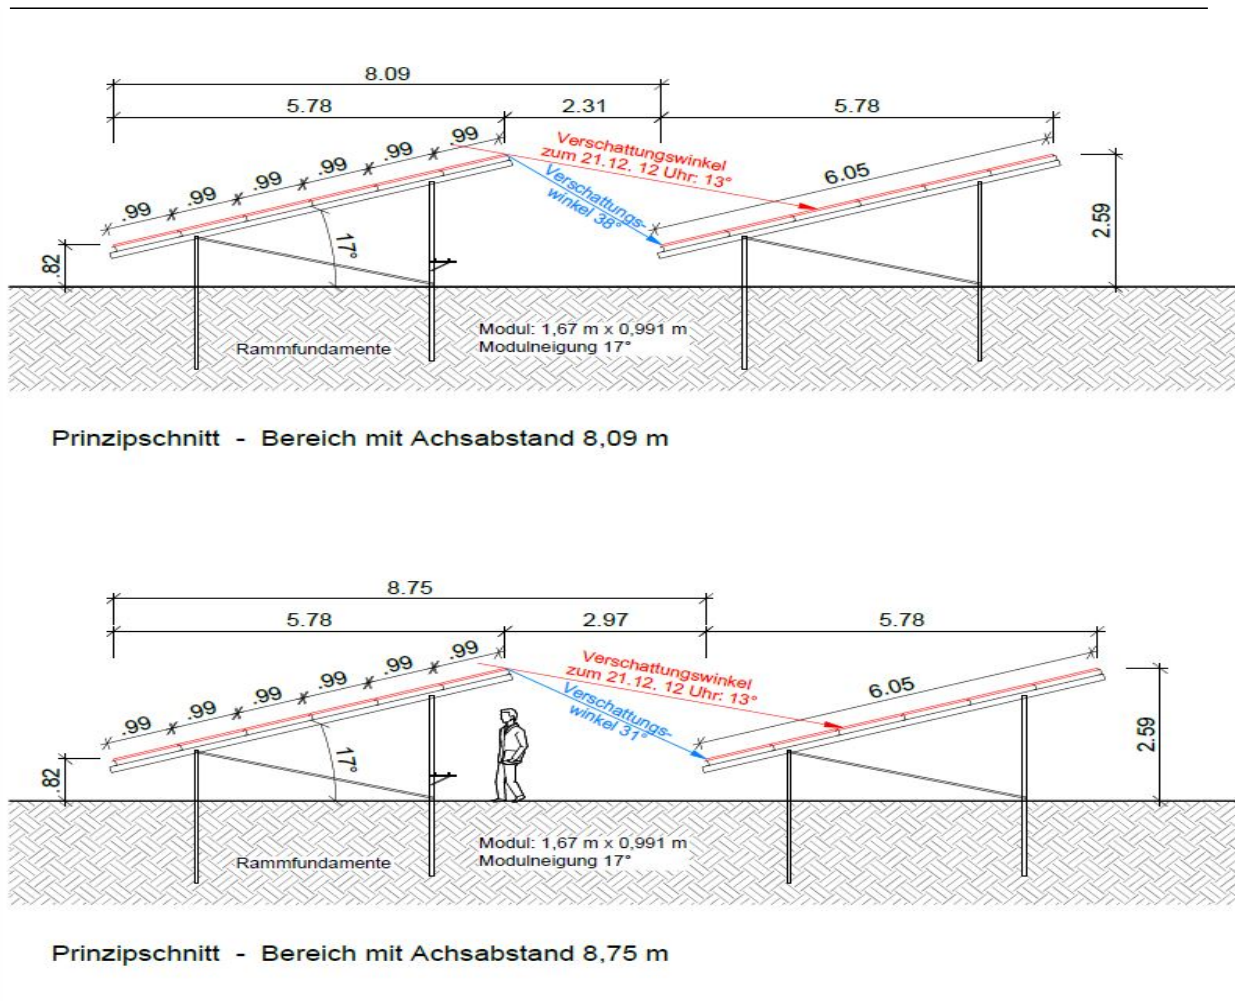 8.09
5.78
2.31
5.78
.99
.99
.99
.99
.99
.99
Verschattungswinkel
zum 21.12. 12 Uhr: 13°
Verschattungs-
winkel 38°
6.05
2.59
.82
17°
Rammfundamente
Modul: 1,67 m x 0,991 m
Modulneigung 17°
Prinzipschnitt - Bereich mit Achsabstand 8,09 m
8.75
5.78
2.97
5.78
.99
.99
.99
.99
.99
.99
Verschattungswinkel
zum 21.12. 12 Uhr: 13°
Verschattungs-
winkel 31°
6.05
2.59
.82
17°
Rammfundamente
Modul: 1,67 m x 0,991 m
Modulneigung 17°
Prinzipschnitt - Bereich mit Achsabstand 8,75 m